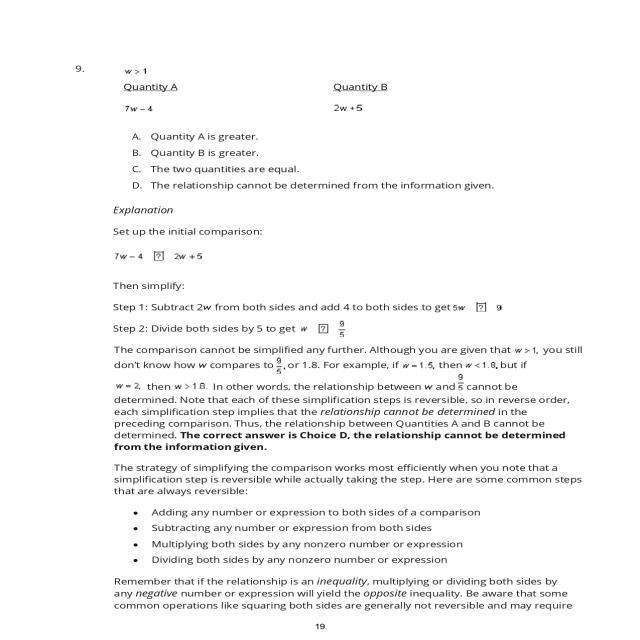 9. w > 1
Quantity A Quantity B
7w – 4 2w + 5
A. Quantity A is greater.
B. Quantity B is greater.
C. The two quantities are equal.
D. The relationship cannot be determined from the information given.
Explanation
Set up the initial comparison:
7w – 4 ? 2w + 5
Then simplify:
Step 1: Subtract 2w from both sides and add 4 to both sides to get 5w ? 9
Step 2: Divide both sides by 5 to get w ? 9/5
The comparison cannot be simplified any further. Although you are given that w > 1, you still
don't know how w compares to 9/5, or 1.8. For example, if w = 1.5, then w < 1.8, but if
w = 2, then w > 1.8. In other words, the relationship between w and 9/5 cannot be
determined. Note that each of these simplification steps is reversible, so in reverse order,
each simplification step implies that the relationship cannot be determined in the
preceding comparison. Thus, the relationship between Quantities A and B cannot be
determined. The correct answer is Choice D, the relationship cannot be determined
from the information given.
The strategy of simplifying the comparison works most efficiently when you note that a
simplification step is reversible while actually taking the step. Here are some common steps
that are always reversible:
• Adding any number or expression to both sides of a comparison
• Subtracting any number or expression from both sides
• Multiplying both sides by any nonzero number or expression
• Dividing both sides by any nonzero number or expression
Remember that if the relationship is an inequality, multiplying or dividing both sides by
any negative number or expression will yield the opposite inequality. Be aware that some
common operations like squaring both sides are generally not reversible and may require
19